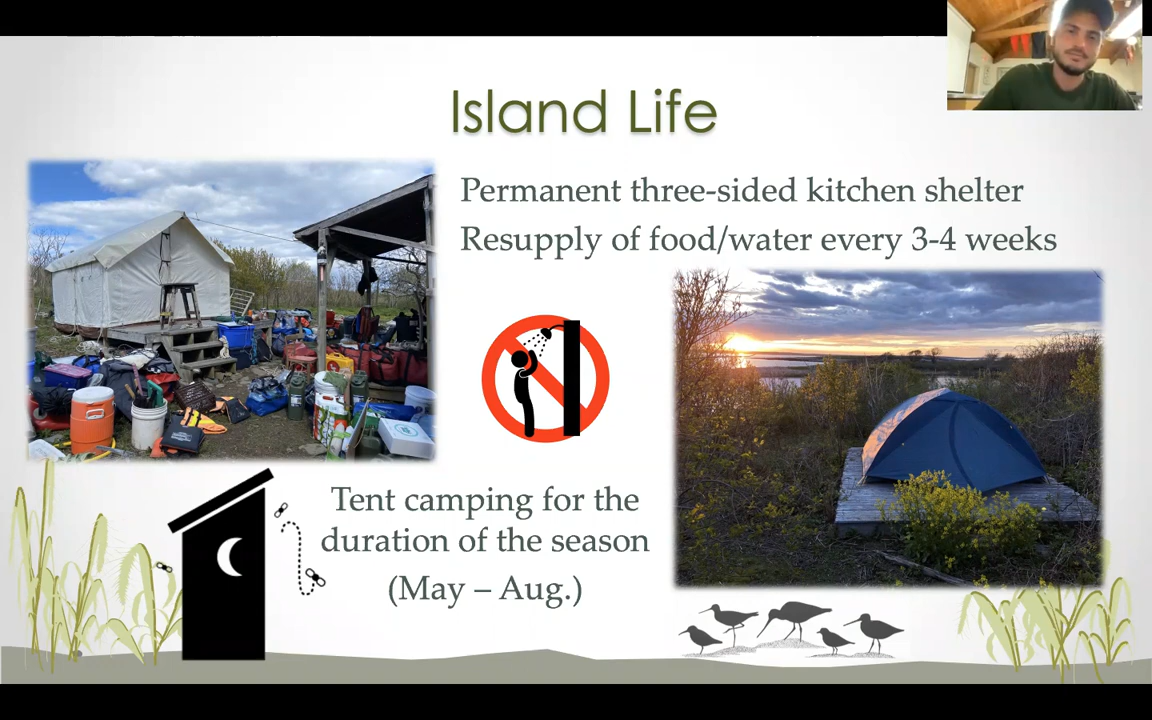 Island Life
Permanent three-sided kitchen shelter
Resupply of food/water every 3-4 weeks
Tent camping for the
duration of the season
(May – Aug.)